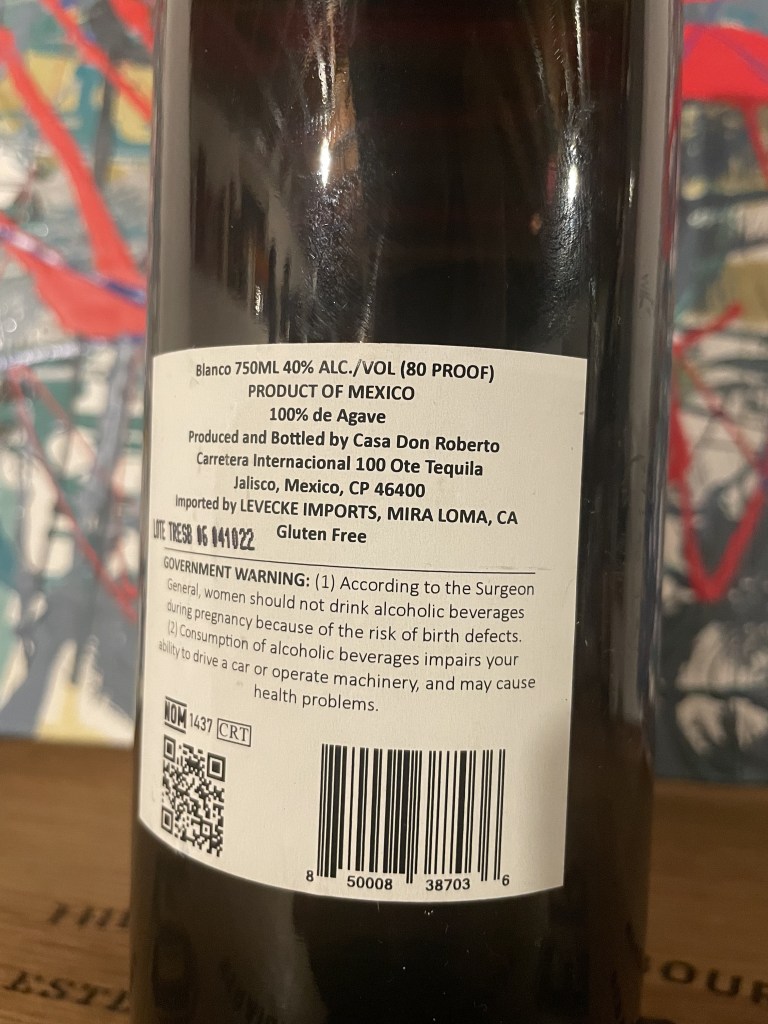 Blanco 750ML 40% ALC./VOL (80 PROOF)
PRODUCT OF MEXICO
100% de Agave
Produced and Bottled by Casa Don Roberto
Carretera Internacional 100 Ote Tequila
Jalisco, Mexico, CP 46400
Imported by LEVECKE IMPORTS, MIRA LOMA, CA
LOTE TRESB 06 041022
Gluten Free
GOVERNMENT WARNING: (1) According to the Surgeon
General, women should not drink alcoholic beverages
during pregnancy because of the risk of birth defects.
(2) Consumption of alcoholic beverages impairs your
ability to drive a car or operate machinery, and may cause
health problems.
NOM 1437 CRT
8 50008 38703 6